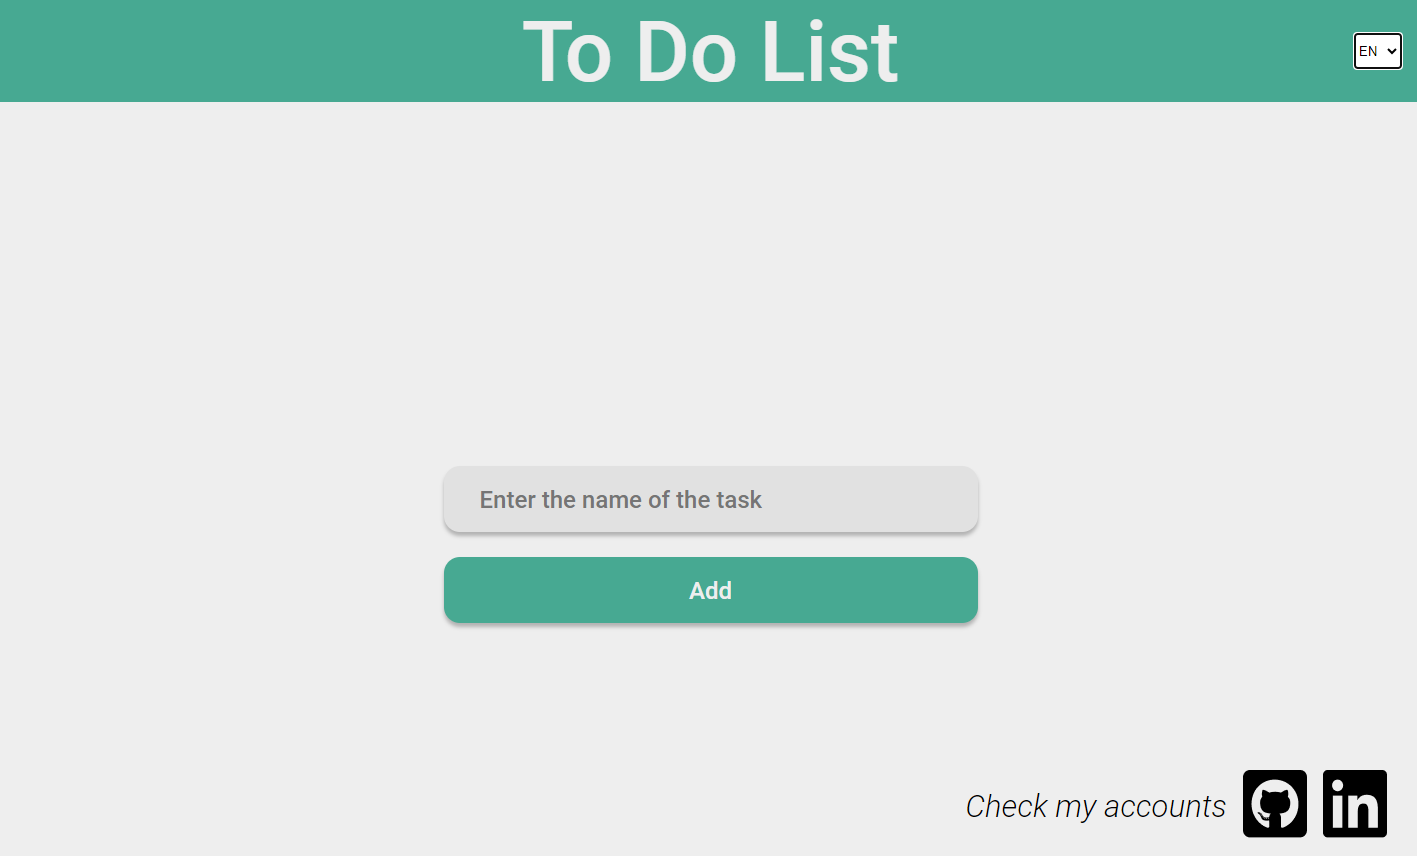 To Do List
EN
Enter the name of the task
Add
Check my accounts
in